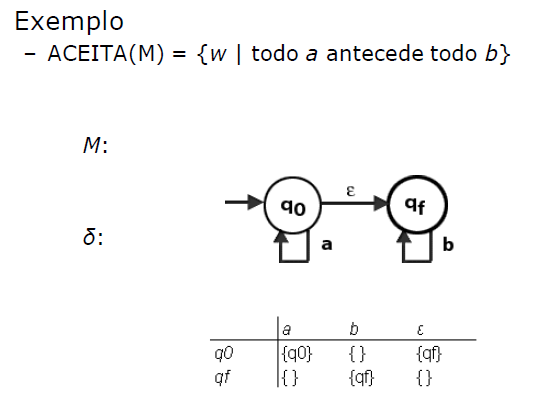 Exemplo
– ACEITA(M) = {w | todo a antecede todo b}
M:
ε
q0
qf
δ:
a
b
a b ε
q0 {q0} { } {qf}
qf { } {qf} { }